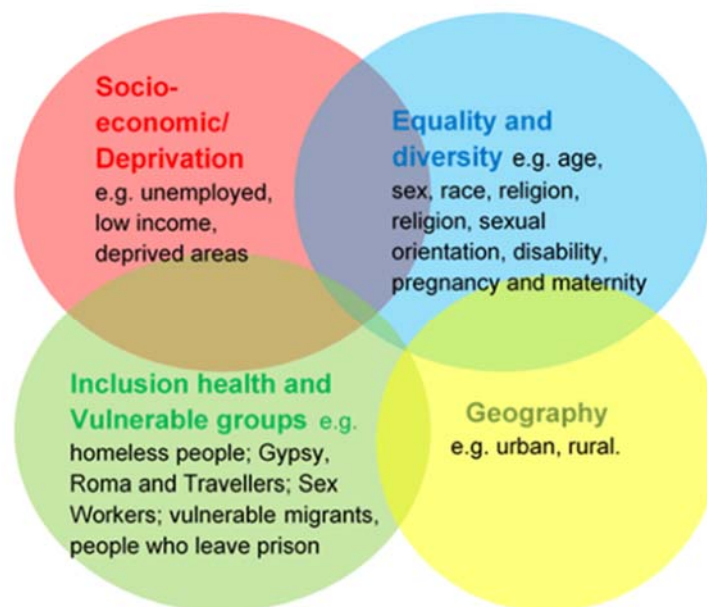 Socio-
economic/
Deprivation
e.g. unemployed,
low income,
deprived areas
Equality and
diversity e.g. age,
sex, race, religion,
religion, sexual
orientation, disability,
pregnancy and maternity
Inclusion health and
Vulnerable groups e.g.
homeless people; Gypsy,
Roma and Travellers; Sex
Workers; vulnerable migrants,
people who leave prison
Geography
e.g. urban, rural.